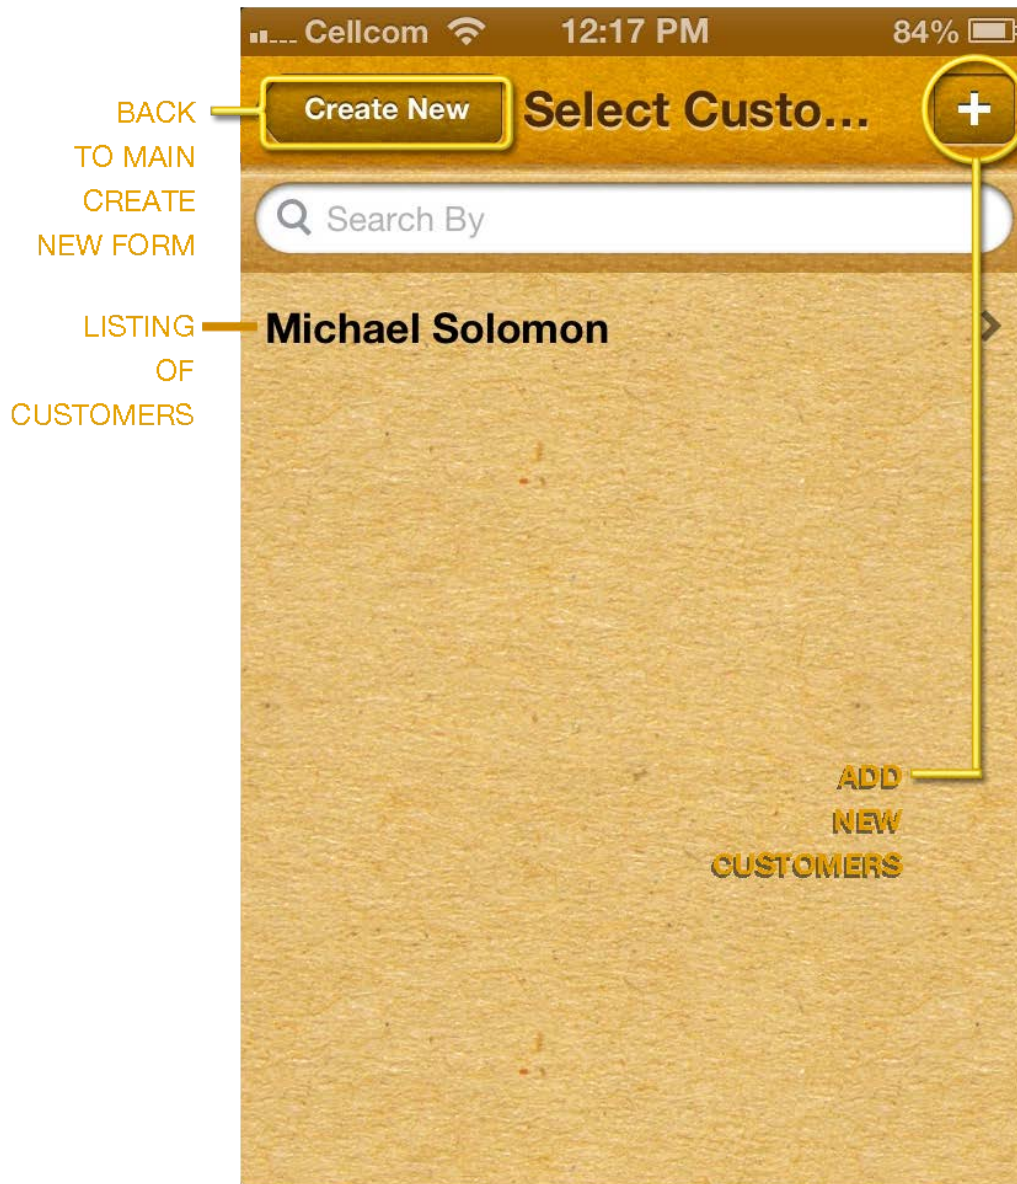 Cellcom 12:17 PM 84%
Create New Select Custo...
BACK
TO MAIN
CREATE
NEW FORM
Search By
LISTING
OF
CUSTOMERS
Michael Solomon
ADD
NEW
CUSTOMERS